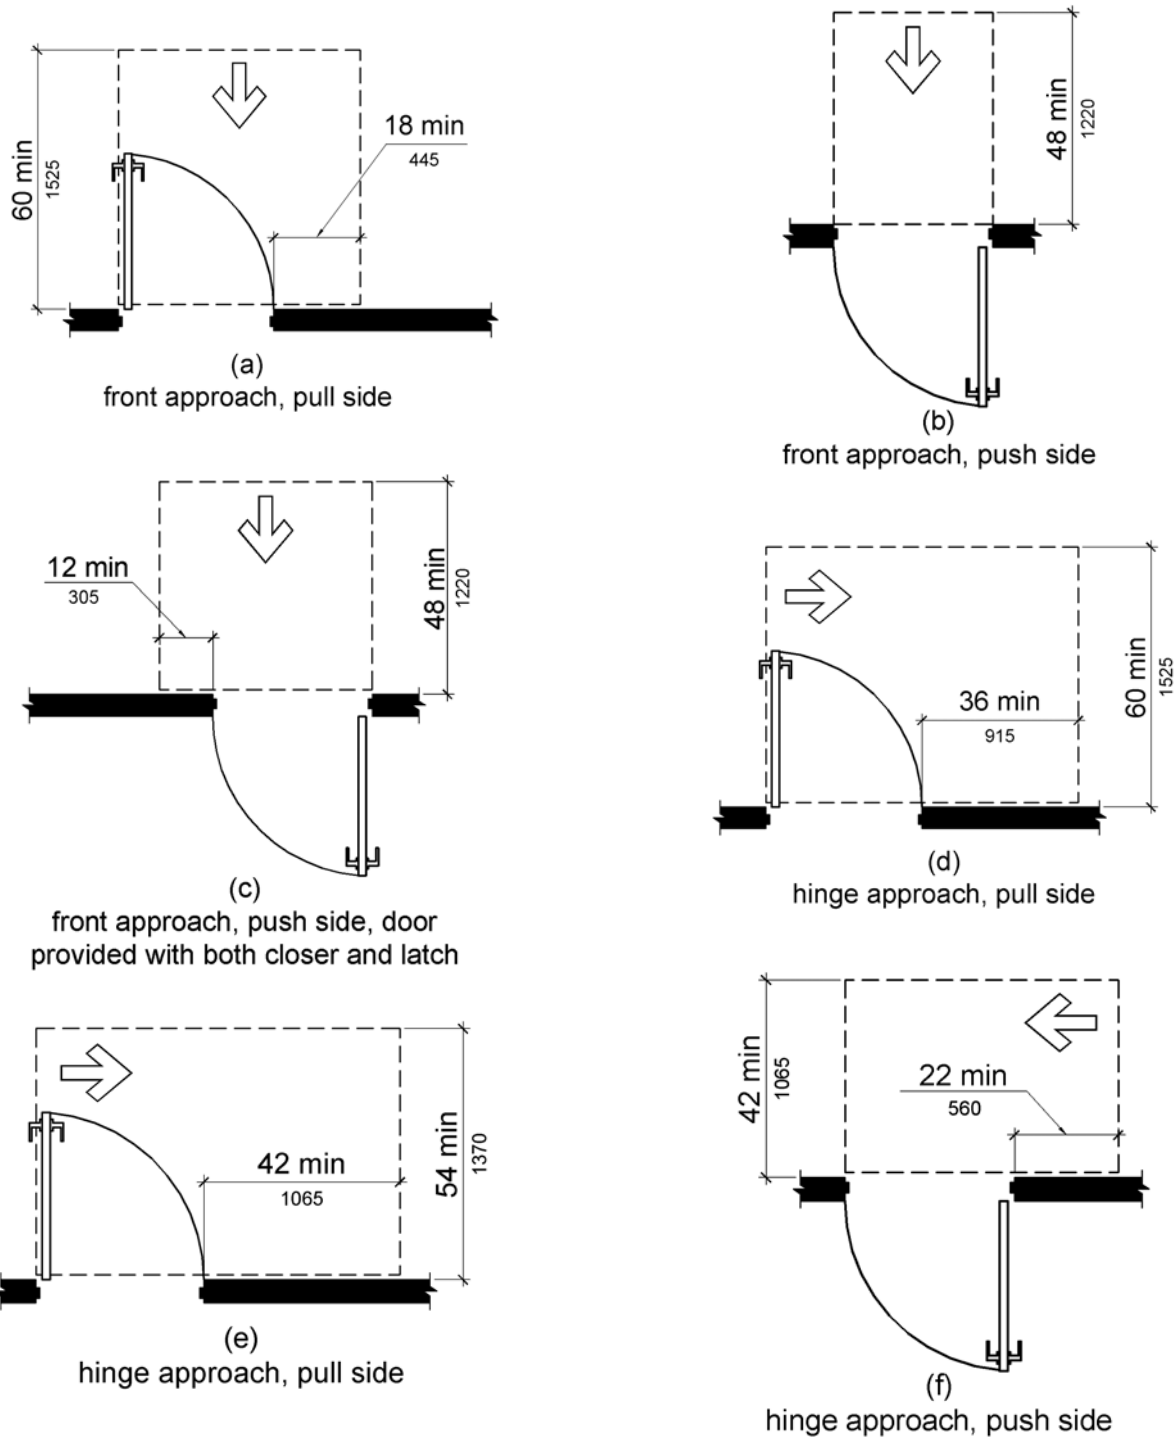 60 min
1525
18 min
445
(a)
front approach, pull side
48 min
1220
(b)
front approach, push side
12 min
305
48 min
1220
(c)
front approach, push side, door
provided with both closer and latch
36 min
915
60 min
1525
(d)
hinge approach, pull side
42 min
1065
54 min
1370
(e)
hinge approach, pull side
42 min
1065
22 min
560
(f)
hinge approach, push side